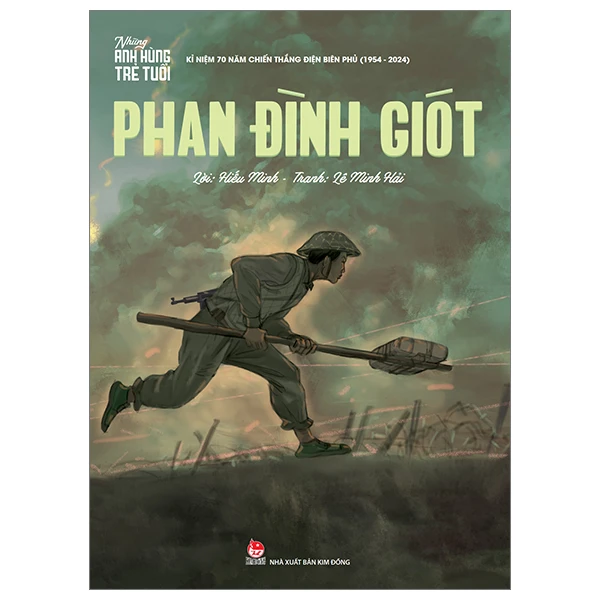 Những
ANH HÙNG
TRẺ TUỔI
KỈ NIỆM 70 NĂM CHIẾN THẮNG ĐIỆN BIÊN PHỦ (1954 - 2024)
PHAN ĐÌNH GIÓT
Lời: Hiếu Minh - Tranh: Lê Minh Hải
NHÀ XUẤT BẢN KIM ĐỒNG